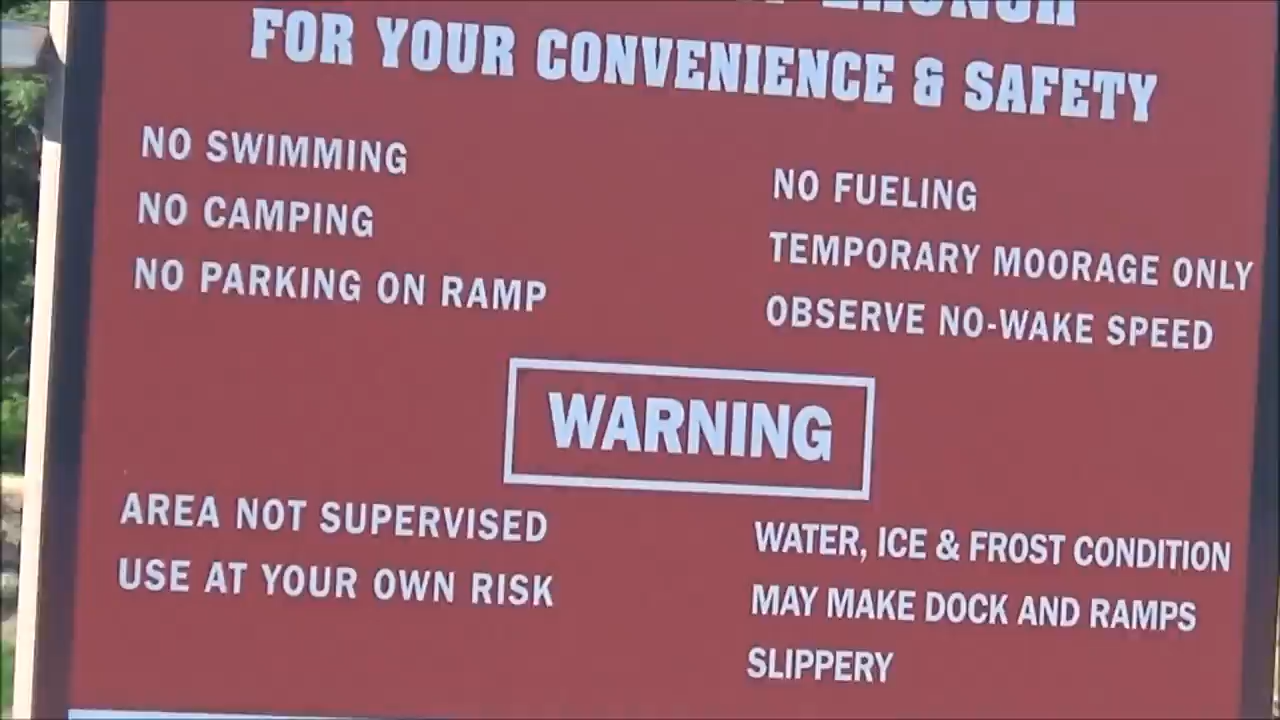 LAUNCH
FOR YOUR CONVENIENCE & SAFETY
NO SWIMMING
NO CAMPING
NO PARKING ON RAMP
NO FUELING
TEMPORARY MOORAGE ONLY
OBSERVE NO-WAKE SPEED
WARNING
AREA NOT SUPERVISED
USE AT YOUR OWN RISK
WATER, ICE & FROST CONDITION
MAY MAKE DOCK AND RAMPS
SLIPPERY